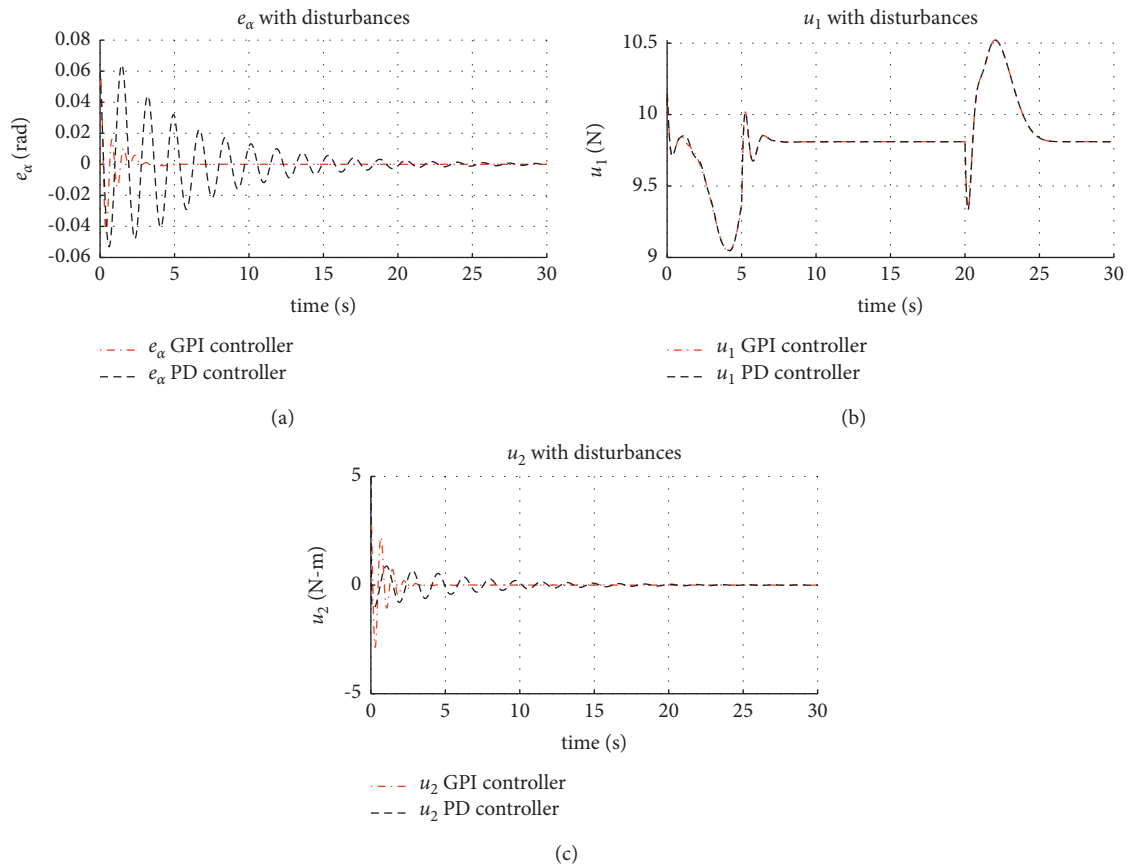 e_α with disturbances
0.08
0.06
0.04
0.02
0
-0.02
-0.04
-0.06
e_α (rad)
0 5 10 15 20 25 30
time (s)
e_α GPI controller
e_α PD controller
(a)
u_1 with disturbances
10.5
10
9.5
9
u_1 (N)
0 5 10 15 20 25 30
time (s)
u_1 GPI controller
u_1 PD controller
(b)
u_2 with disturbances
5
0
-5
u_2 (N-m)
0 5 10 15 20 25 30
time (s)
u_2 GPI controller
u_2 PD controller
(c)